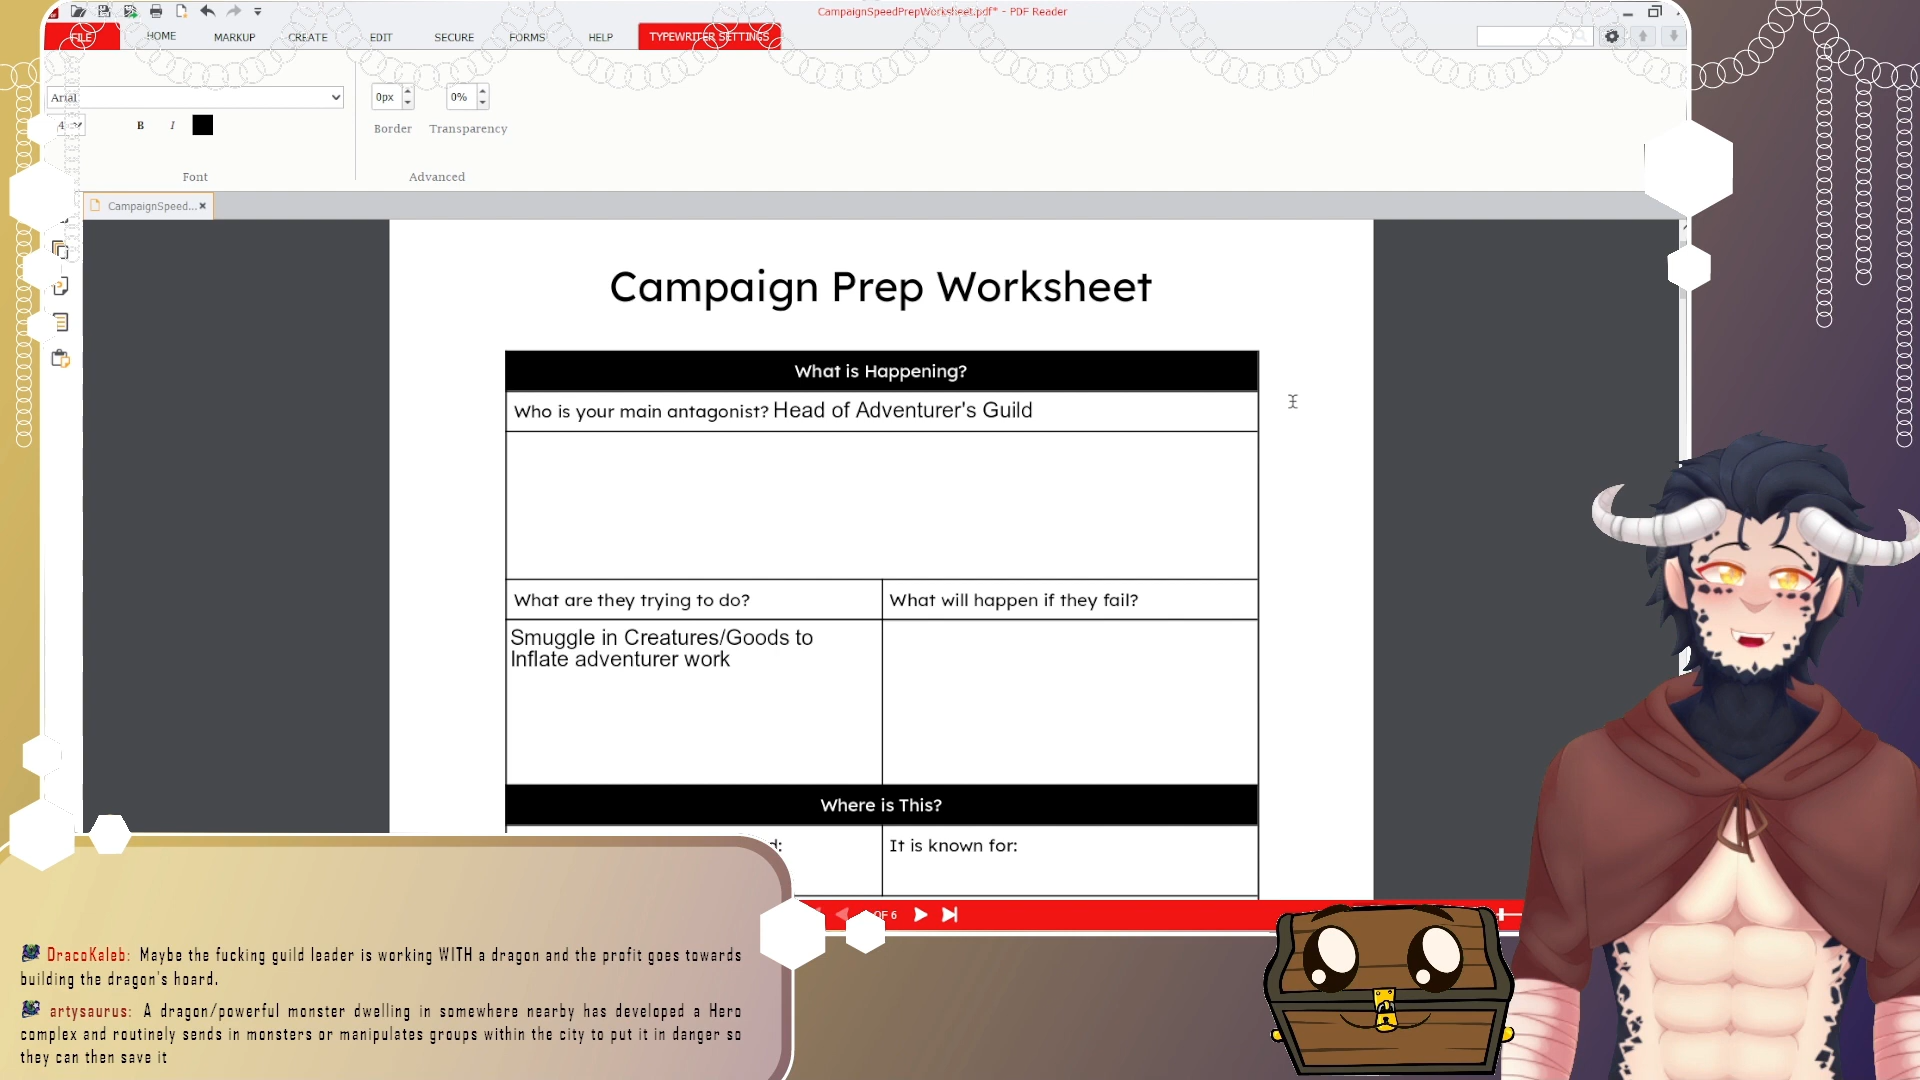 CampaignSpeedPrepWorksheet.pdf* - PDF Reader
FILE HOME MARKUP CREATE EDIT SECURE FORMS HELP TYPEWRITER SETTINGS
Arial
0px 0%
B I
Border Transparency
Font Advanced
CampaignSpeed...
Campaign Prep Worksheet
What is Happening?
Who is your main antagonist? Head of Adventurer's Guild
What are they trying to do? What will happen if they fail?
Smuggle in Creatures/Goods to
Inflate adventurer work
Where is This?
It is known for:
OF 6
DracoKaleb: Maybe the fucking guild leader is working WITH a dragon and the profit goes towards
building the dragon's hoard.
artysaurus: A dragon/powerful monster dwelling in somewhere nearby has developed a Hero
complex and routinely sends in monsters or manipulates groups within the city to put it in danger so
they can then save it